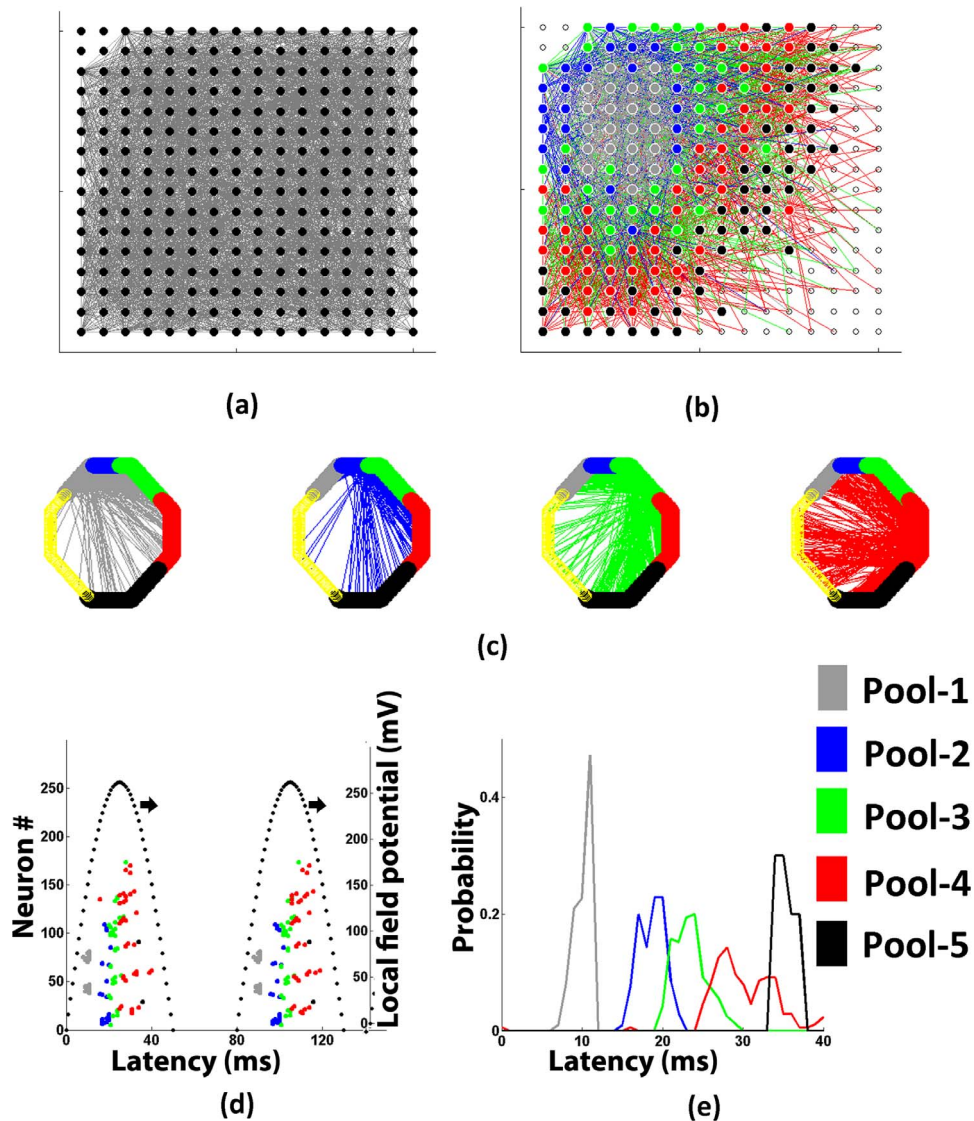 (a)
(b)
(c)
Pool-1
Pool-2
Pool-3
Pool-4
Pool-5
Neuron #
250
200
150
100
50
0
0
40
80
120
Latency (ms)
250
200
150
100
50
0
Local field potential (mV)
(d)
Probability
0.4
0.2
0
0
10
20
30
40
Latency (ms)
(e)